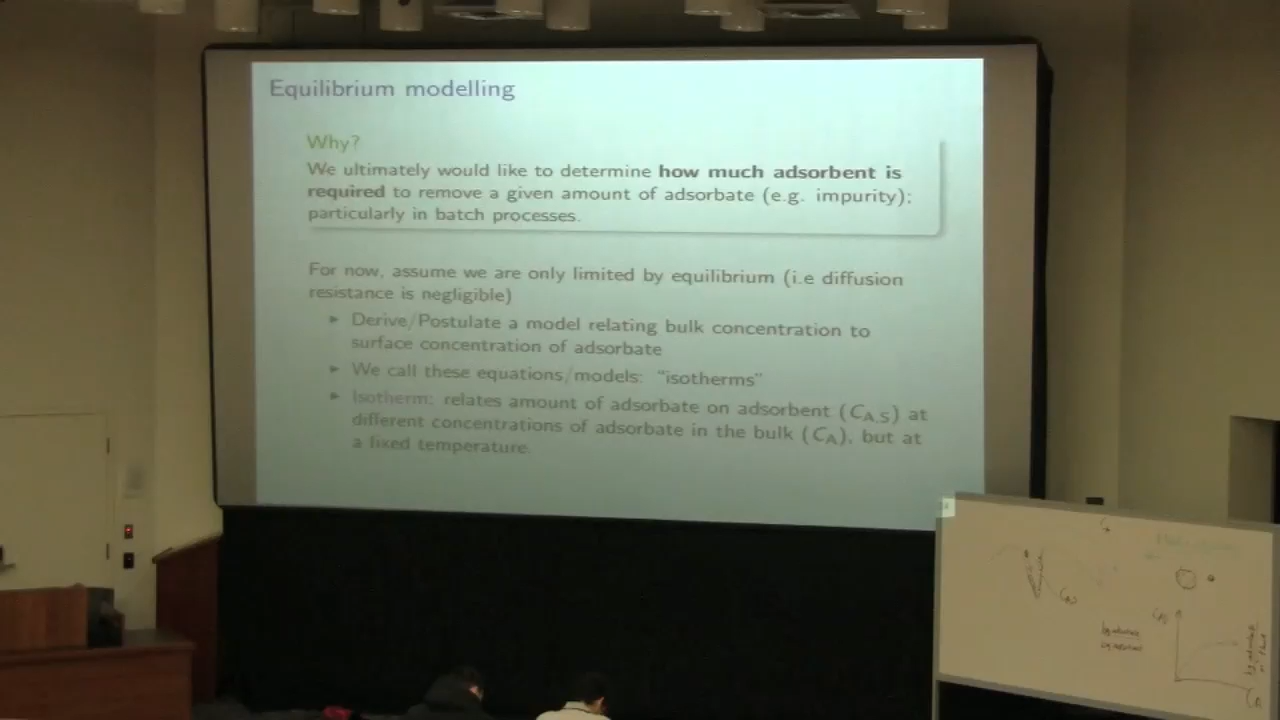 Equilibrium modelling
Why?
We ultimately would like to determine how much adsorbent is
required to remove a given amount of adsorbate (e.g. impurity):
particularly in batch processes.
For now, assume we are only limited by equilibrium (i.e diffusion
resistance is negligible)
▶ Derive/Postulate a model relating bulk concentration to
surface concentration of adsorbate
▶ We call these equations/models: "isotherms"
▶ Isotherm: relates amount of adsorbate on adsorbent (C_A,S) at
different concentrations of adsorbate in the bulk (C_A), but at
a fixed temperature.